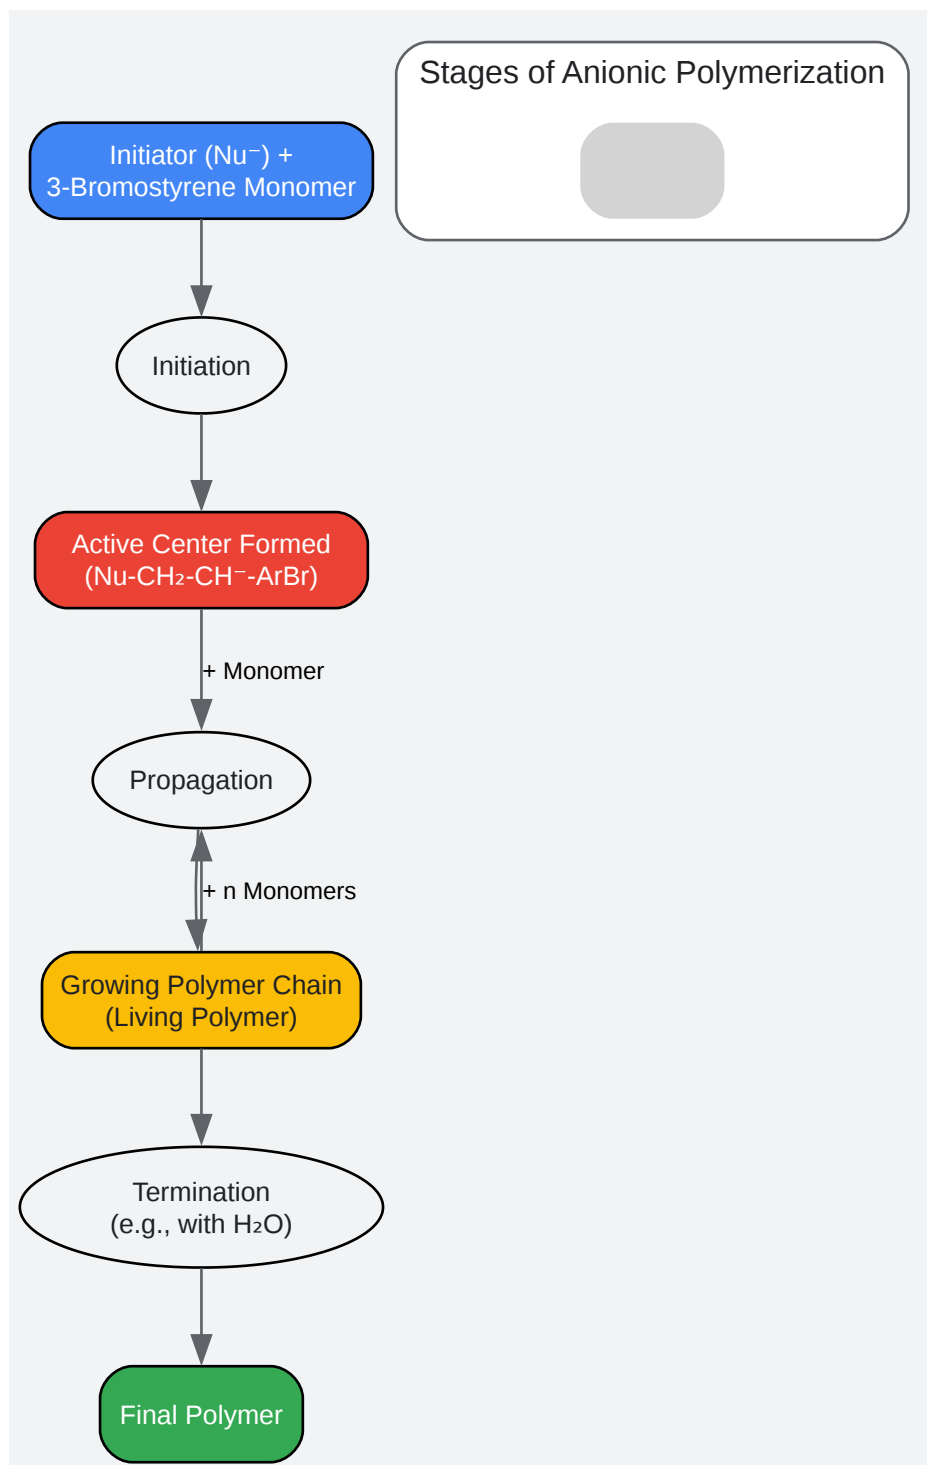 Stages of Anionic Polymerization
Initiator (Nu⁻) +
3-Bromostyrene Monomer
Initiation
Active Center Formed
(Nu-CH₂-CH⁻-ArBr)
+ Monomer
Propagation
+ n Monomers
Growing Polymer Chain
(Living Polymer)
Termination
(e.g., with H₂O)
Final Polymer